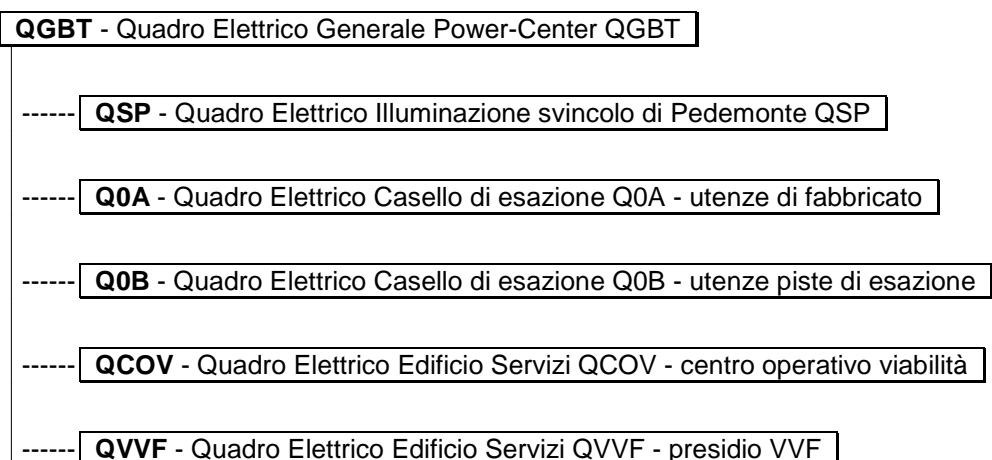 QGBT - Quadro Elettrico Generale Power-Center QGBT
------ QSP - Quadro Elettrico Illuminazione svincolo di Pedemonte QSP
------ Q0A - Quadro Elettrico Casello di esazione Q0A - utenze di fabbricato
------ Q0B - Quadro Elettrico Casello di esazione Q0B - utenze piste di esazione
------ QCOV - Quadro Elettrico Edificio Servizi QCOV - centro operativo viabilità
------ QVVF - Quadro Elettrico Edificio Servizi QVVF - presidio VVF